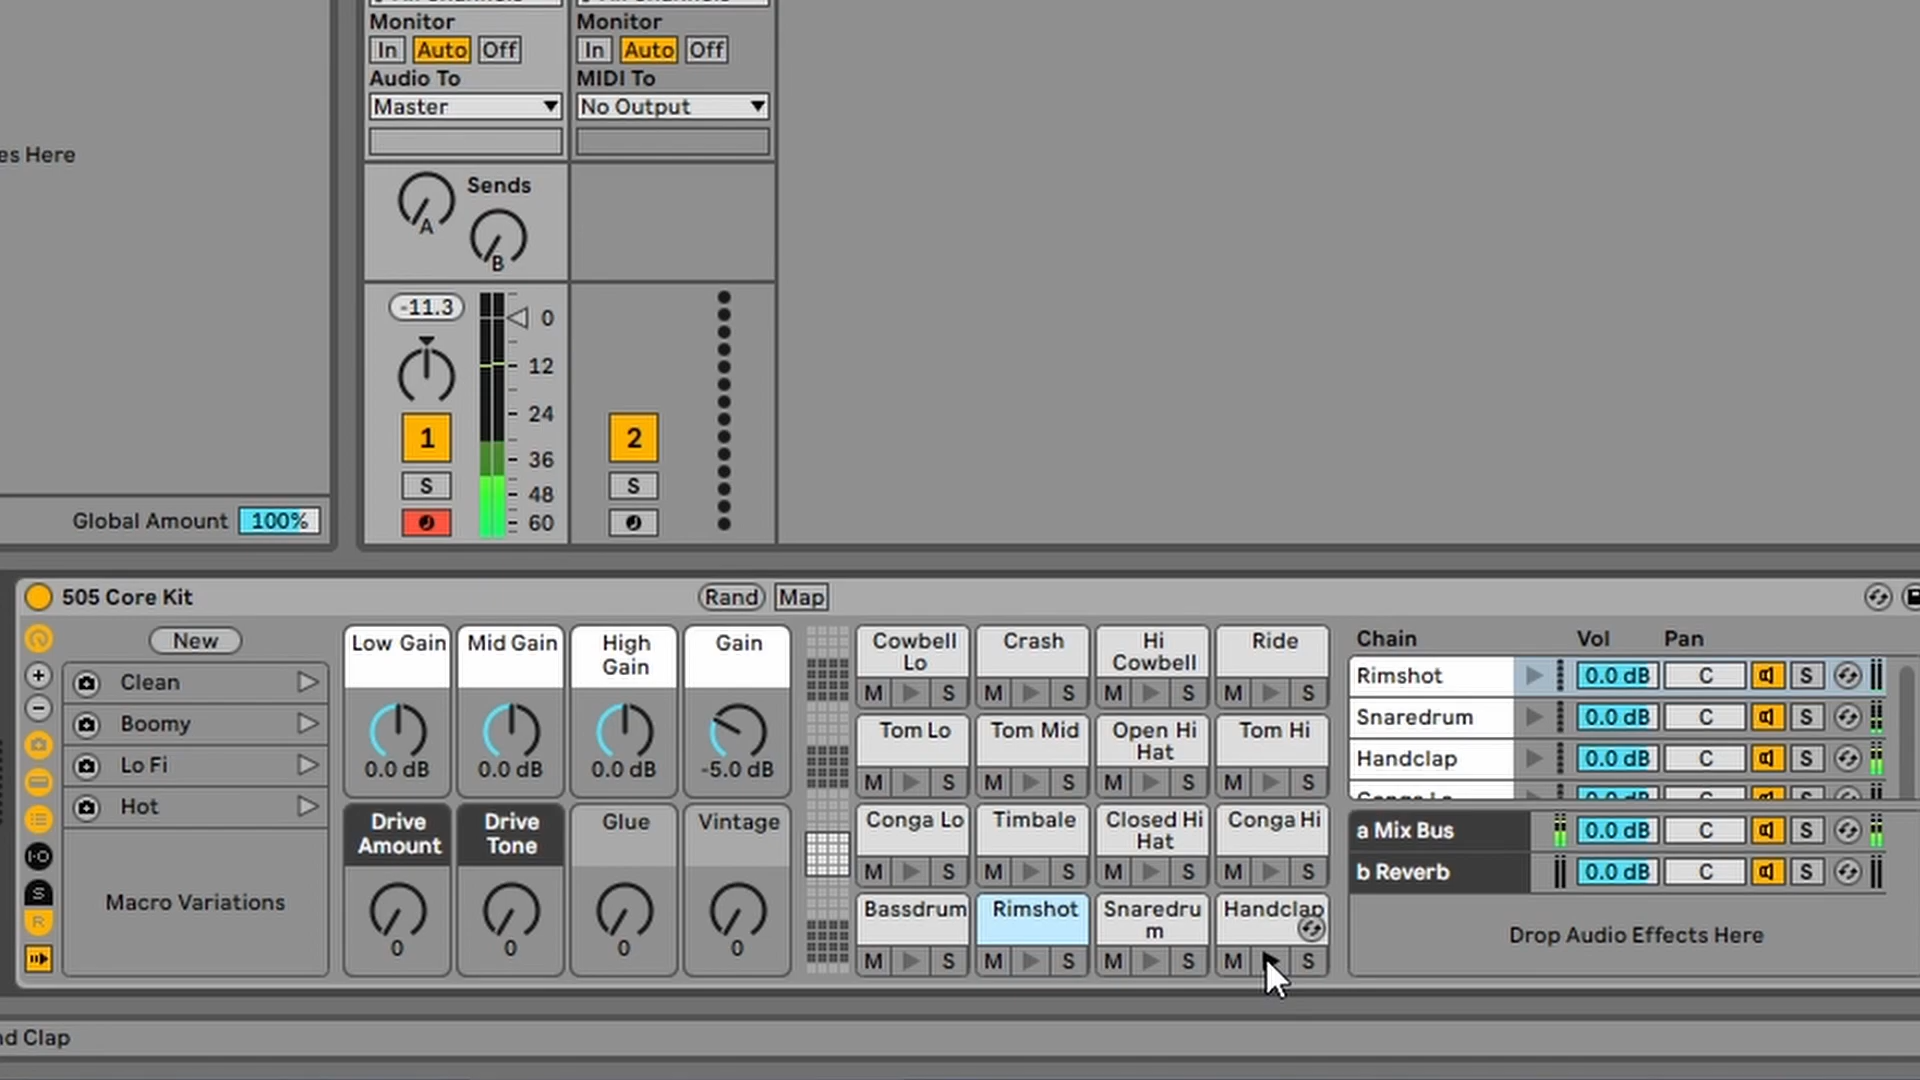 Monitor
Monitor
In Auto Off
In Auto Off
Audio To
MIDI To
Master
No Output
es Here
Sends
A
B
-11.3
0
12
24
36
48
60
1
2
S
S
Global Amount 100%
505 Core Kit
Rand Map
New
Clean
Boomy
Lo Fi
Hot
Macro Variations
Low Gain
Mid Gain
High
Gain
Gain
0.0 dB
0.0 dB
0.0 dB
-5.0 dB
Drive
Amount
Drive
Tone
Glue
Vintage
0
0
0
0
Cowbell
Lo
Crash
Hi
Cowbell
Ride
M S M S M S M S
Tom Lo
Tom Mid
Open Hi
Hat
Tom Hi
M S M S M S M S
Conga Lo
Timbale
Closed Hi
Hat
Conga Hi
M S M S M S M S
Bassdrum
Rimshot
Snaredru
m
Handclap
M S M S M S M S
Chain Vol Pan
Rimshot 0.0 dB C S
Snaredrum 0.0 dB C S
Handclap 0.0 dB C S
a Mix Bus 0.0 dB C S
b Reverb 0.0 dB C S
Drop Audio Effects Here
I-O
S
R
d Clap